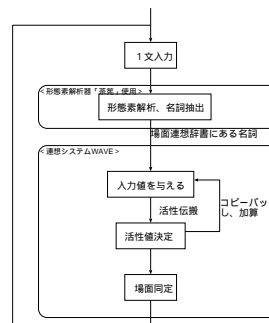 １文入力
＜形態素解析器「茶筌」使用＞
形態素解析、名詞抽出
場面連想辞書にある名詞
＜連想システムWAVE＞
入力値を与える
コピーバッ
し、加算
活性伝搬
活性値決定
場面同定